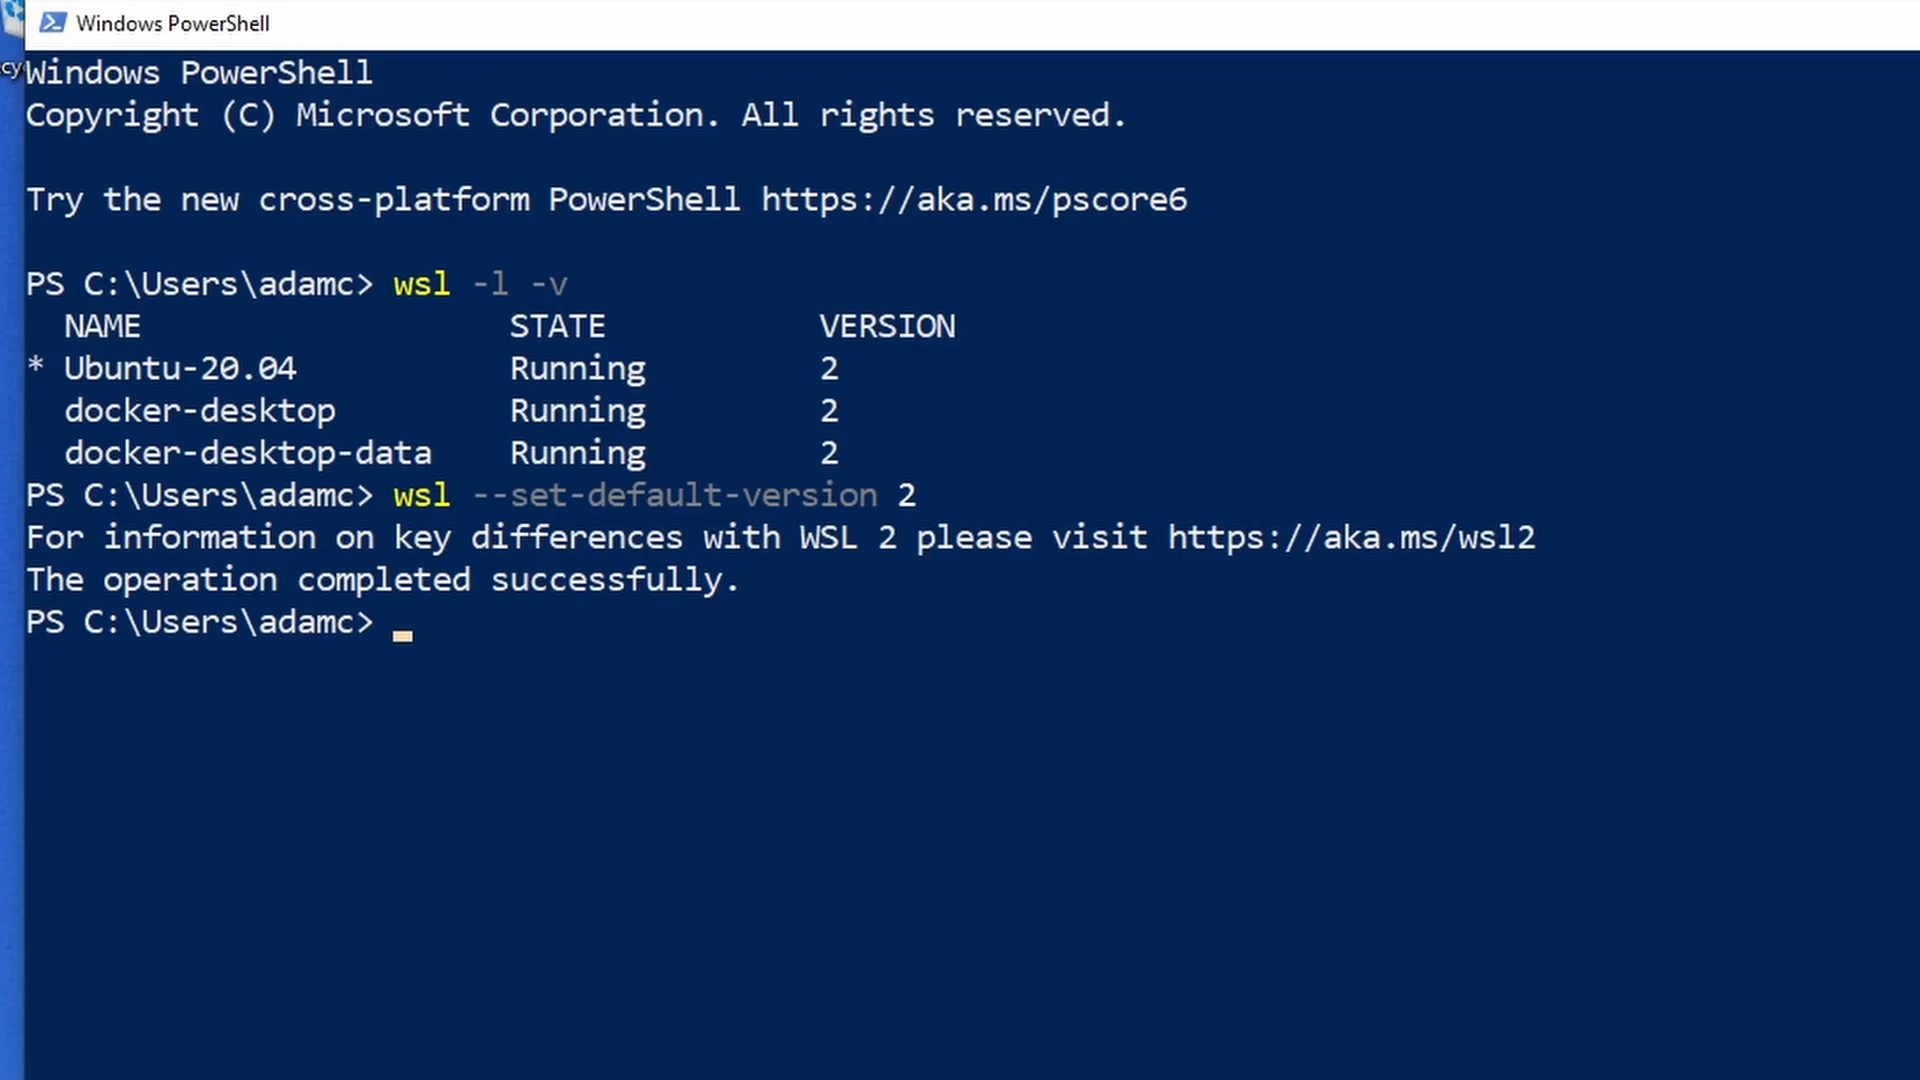 Windows PowerShell
cy
Windows PowerShell
Copyright (C) Microsoft Corporation. All rights reserved.
Try the new cross-platform PowerShell https://aka.ms/pscore6
PS C:\Users\adamc> wsl -l -v
  NAME                   STATE           VERSION
* Ubuntu-20.04           Running         2
  docker-desktop         Running         2
  docker-desktop-data    Running         2
PS C:\Users\adamc> wsl --set-default-version 2
For information on key differences with WSL 2 please visit https://aka.ms/wsl2
The operation completed successfully.
PS C:\Users\adamc>